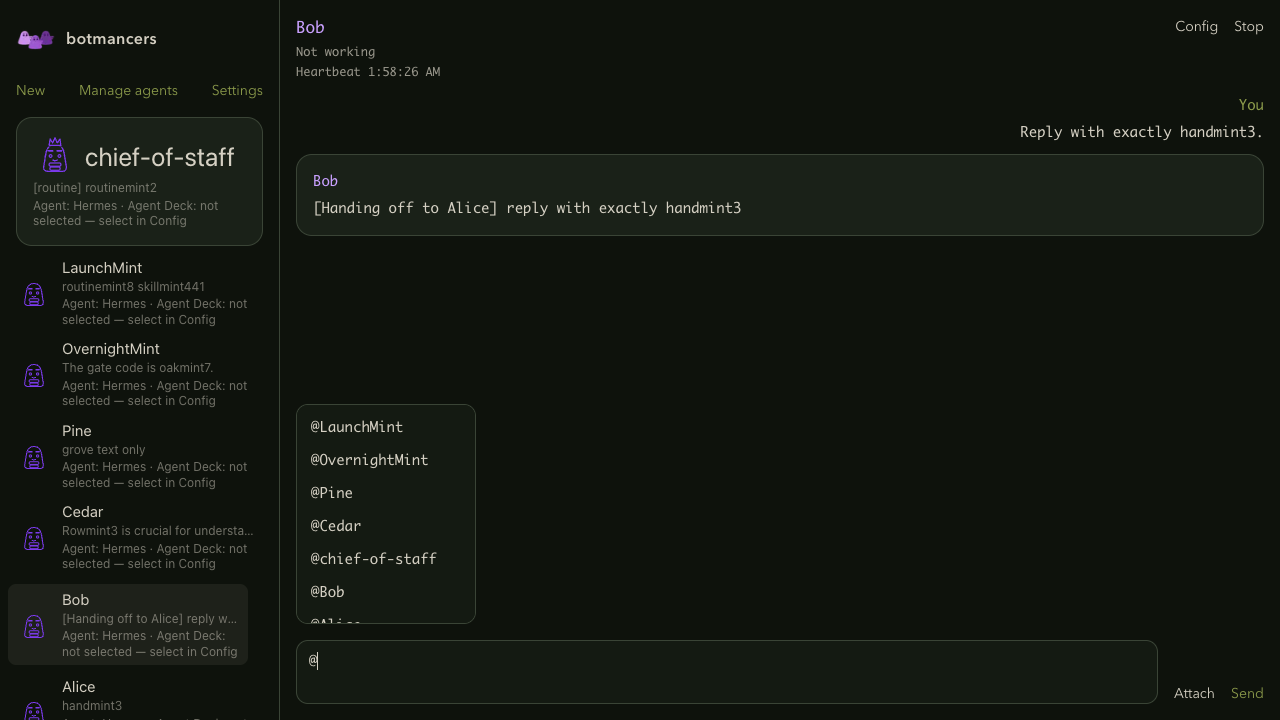 botmancers
New
Manage agents
Settings
chief-of-staff
[routine] routinemint2
Agent: Hermes · Agent Deck: not
selected — select in Config
LaunchMint
routinemint8 skillmint441
Agent: Hermes · Agent Deck: not
selected — select in Config
OvernightMint
The gate code is oakmint7.
Agent: Hermes · Agent Deck: not
selected — select in Config
Pine
grove text only
Agent: Hermes · Agent Deck: not
selected — select in Config
Cedar
Rowmint3 is crucial for understa...
Agent: Hermes · Agent Deck: not
selected — select in Config
Bob
[Handing off to Alice] reply w...
Agent: Hermes · Agent Deck:
not selected — select in Config
Alice
handmint3
Bob
Not working
Heartbeat 1:58:26 AM
Config
Stop
You
Reply with exactly handmint3.
Bob
[Handing off to Alice] reply with exactly handmint3
@LaunchMint
@OvernightMint
@Pine
@Cedar
@chief-of-staff
@Bob
@Alice
@
Attach
Send